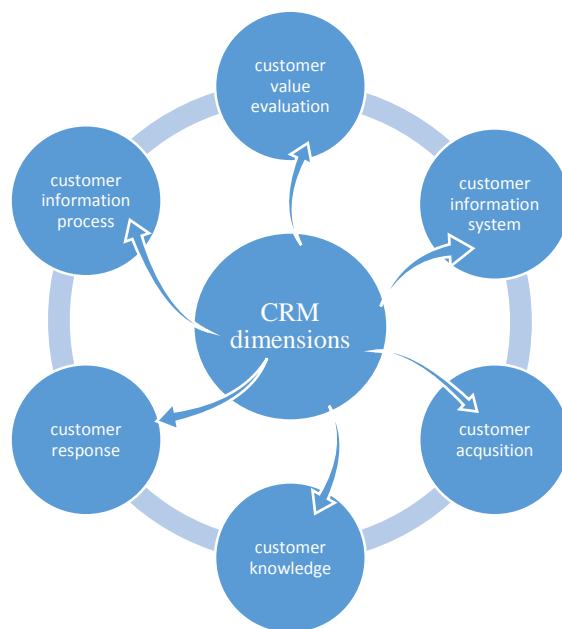 customer
value
evaluation
customer
information
system
customer
acqusition
customer
knowledge
customer
response
customer
information
process
CRM
dimensions